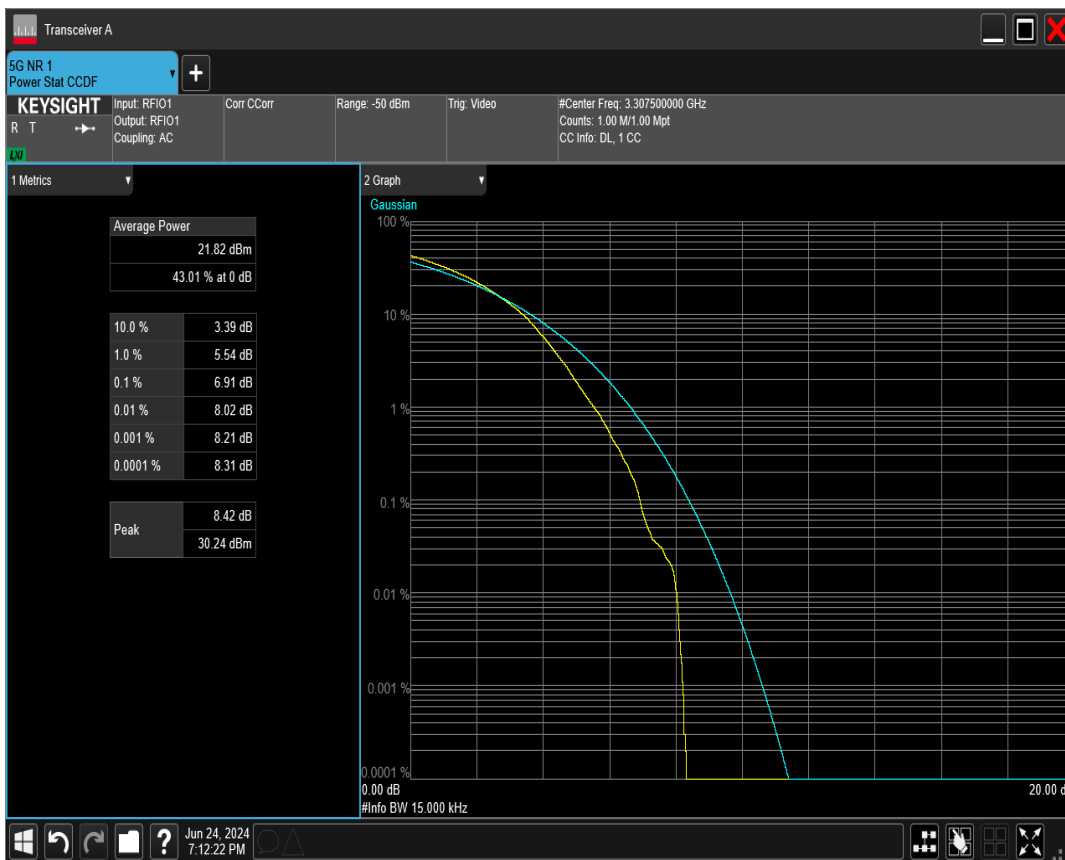 Transceiver A
5G NR 1
Power Stat CCDF
+
KEYSIGHT
R T
LXI
Input: RFIO1
Output: RFIO1
Coupling: AC
Corr CCorr
Range: -50 dBm
Trig: Video
#Center Freq: 3.307500000 GHz
Counts: 1.00 M/1.00 Mpt
CC Info: DL, 1 CC
1 Metrics
Average Power
21.82 dBm
43.01 % at 0 dB
10.0 % 3.39 dB
1.0 % 5.54 dB
0.1 % 6.91 dB
0.01 % 8.02 dB
0.001 % 8.21 dB
0.0001 % 8.31 dB
Peak
8.42 dB
30.24 dBm
2 Graph
Gaussian
100 %
10 %
1 %
0.1 %
0.01 %
0.001 %
0.0001 %
0.00 dB 20.00 d
#Info BW 15.000 kHz
?
Jun 24, 2024
7:12:22 PM